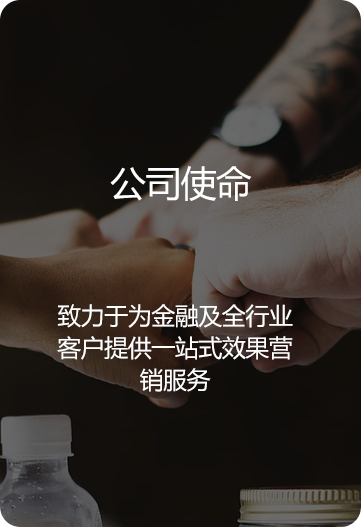 公司使命
致力于为金融及全行业
客户提供一站式效果营
销服务